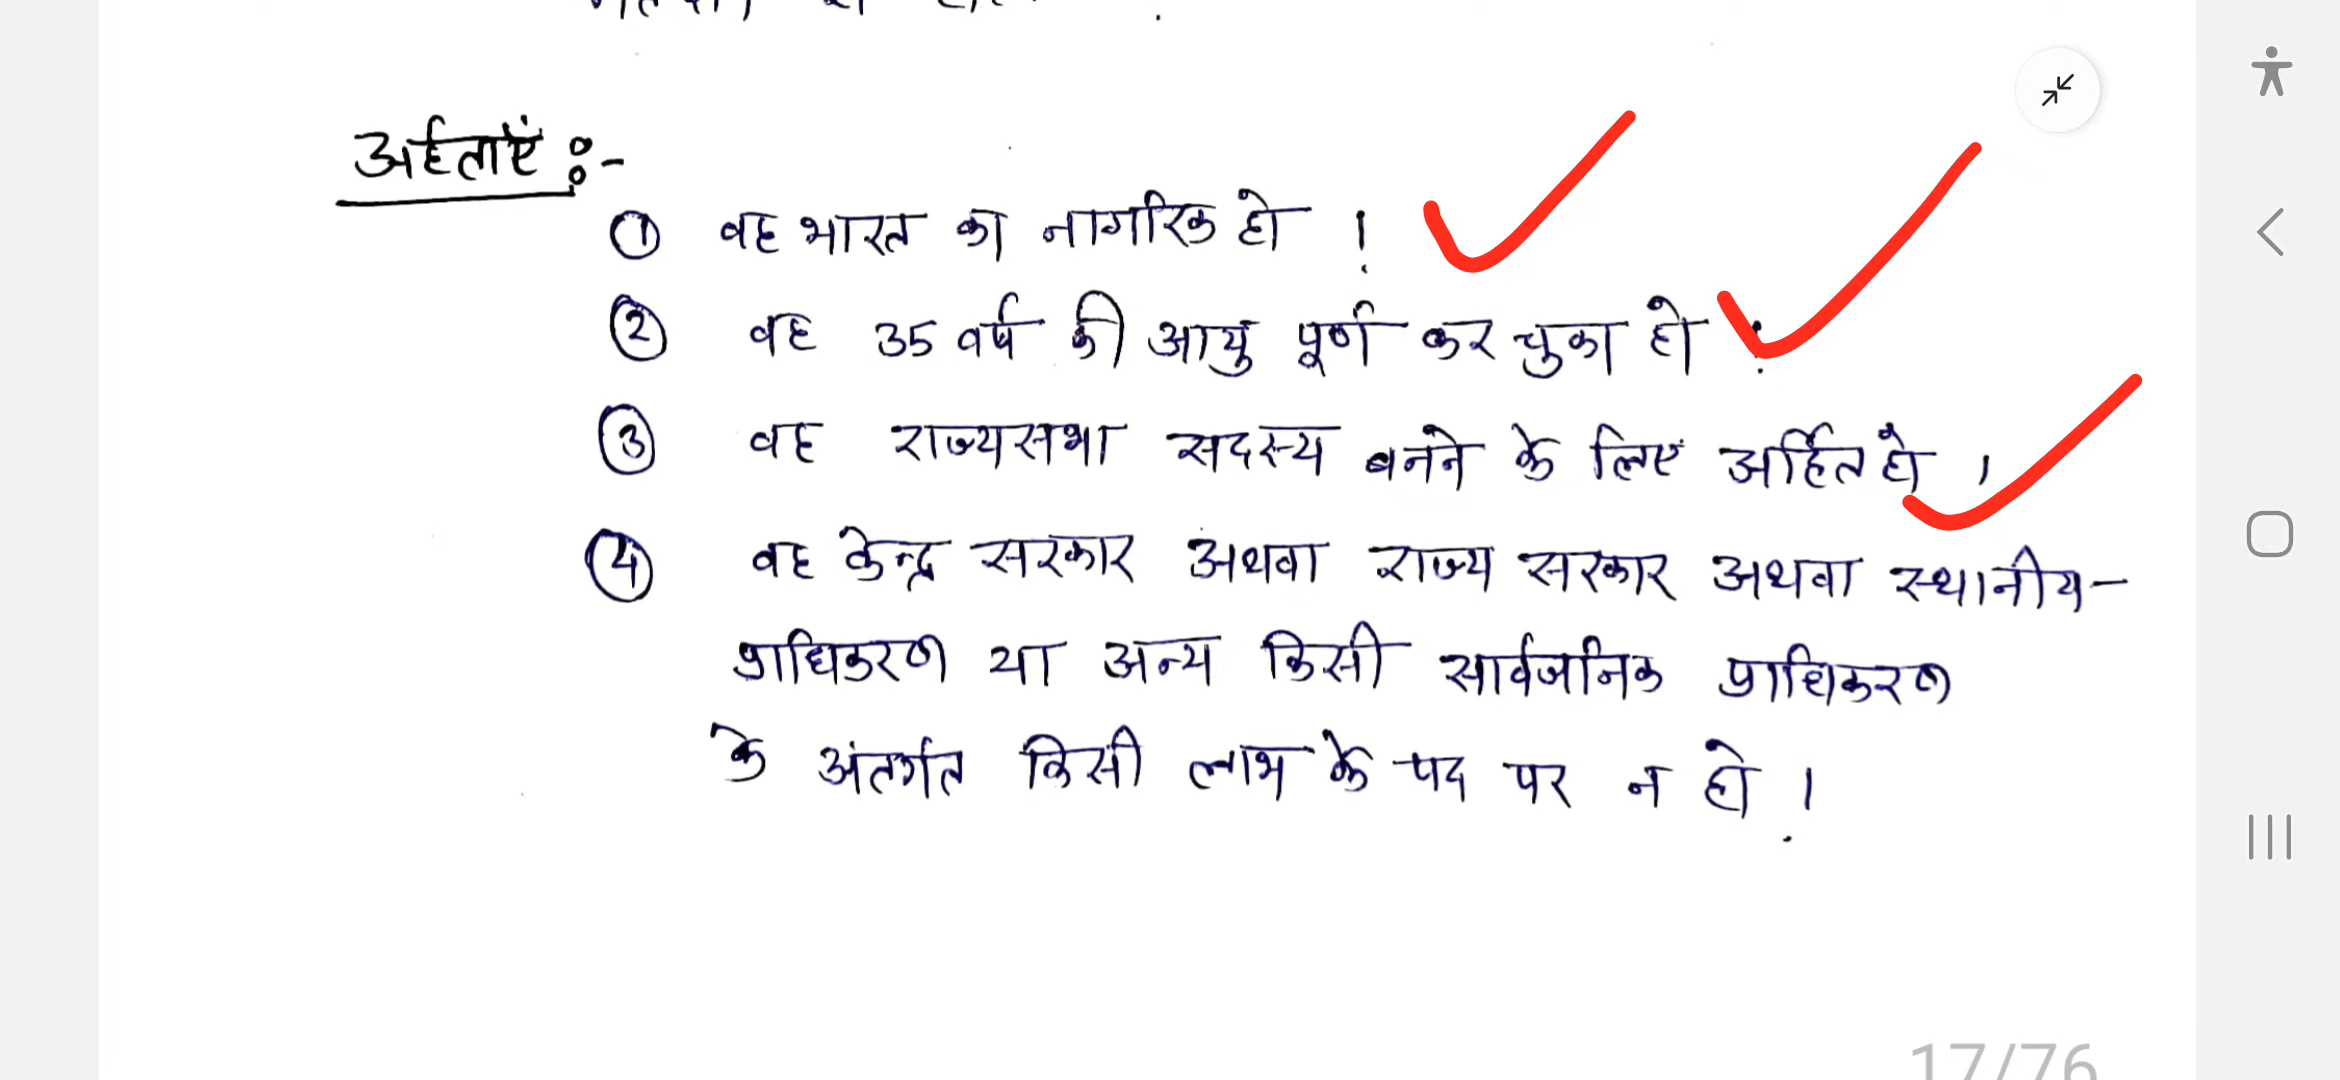 अर्हताएं :-
① वह भारत का नागरिक हो ।
② वह 35 वर्ष की आयु पूर्ण कर चुका हो
③ वह राज्यसभा सदस्य बनने के लिए अर्हित हो ।
④ वह केन्द्र सरकार अथवा राज्य सरकार अथवा स्थानीय-
प्राधिकरण या अन्य किसी सार्वजनिक प्राधिकरण
के अंतर्गत किसी लाभ के पद पर न हो ।
17/76